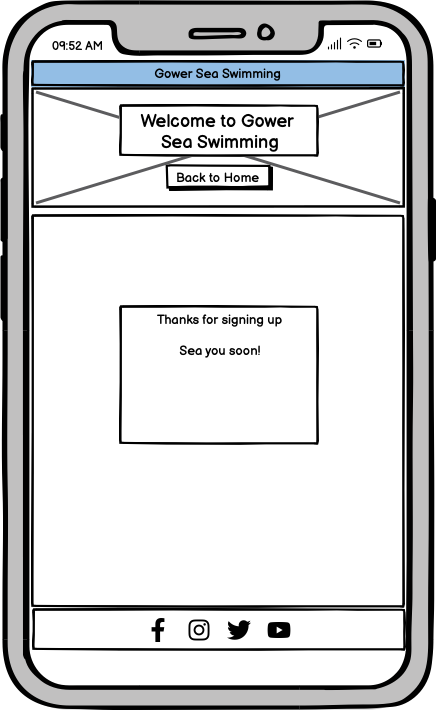 09:52 AM
Gower Sea Swimming
Welcome to Gower
Sea Swimming
Back to Home
Thanks for signing up
Sea you soon!